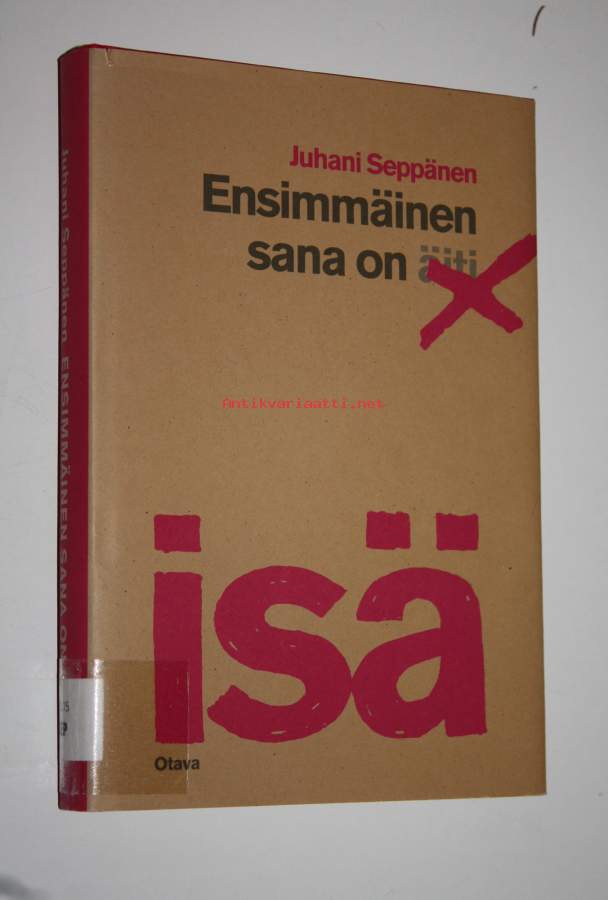 Juhani Seppänen
Ensimmäinen
sana on äiti
Antikvariaatti.net
isä
Otava
Juhani Seppänen ENSIMMÄINEN SANA ON